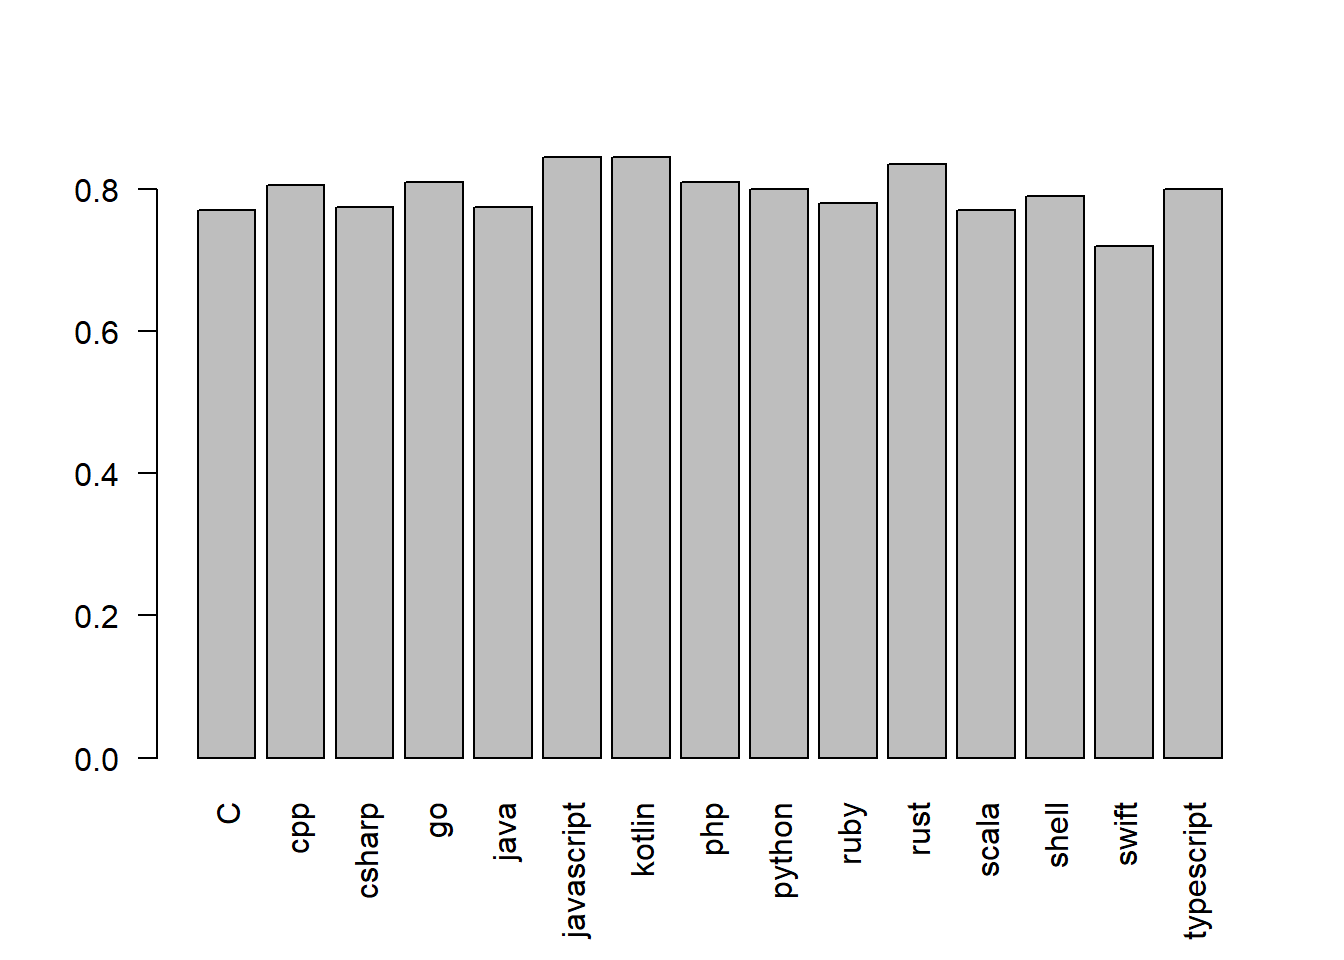 0.8
0.6
0.4
0.2
0.0
C
cpp
csharp
go
java
javascript
kotlin
php
python
ruby
rust
scala
shell
swift
typescript